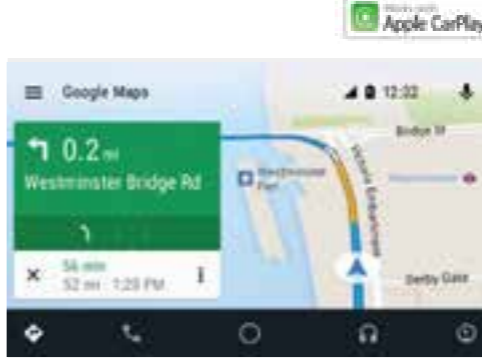 Works with
Apple CarPlay
Google Maps
12:32
0.2 mi
Westminster Bridge Rd
Bridge St
Westminster
Pier
Victoria Embankment
Derby Gate
56 min
52 mi 1:25 PM